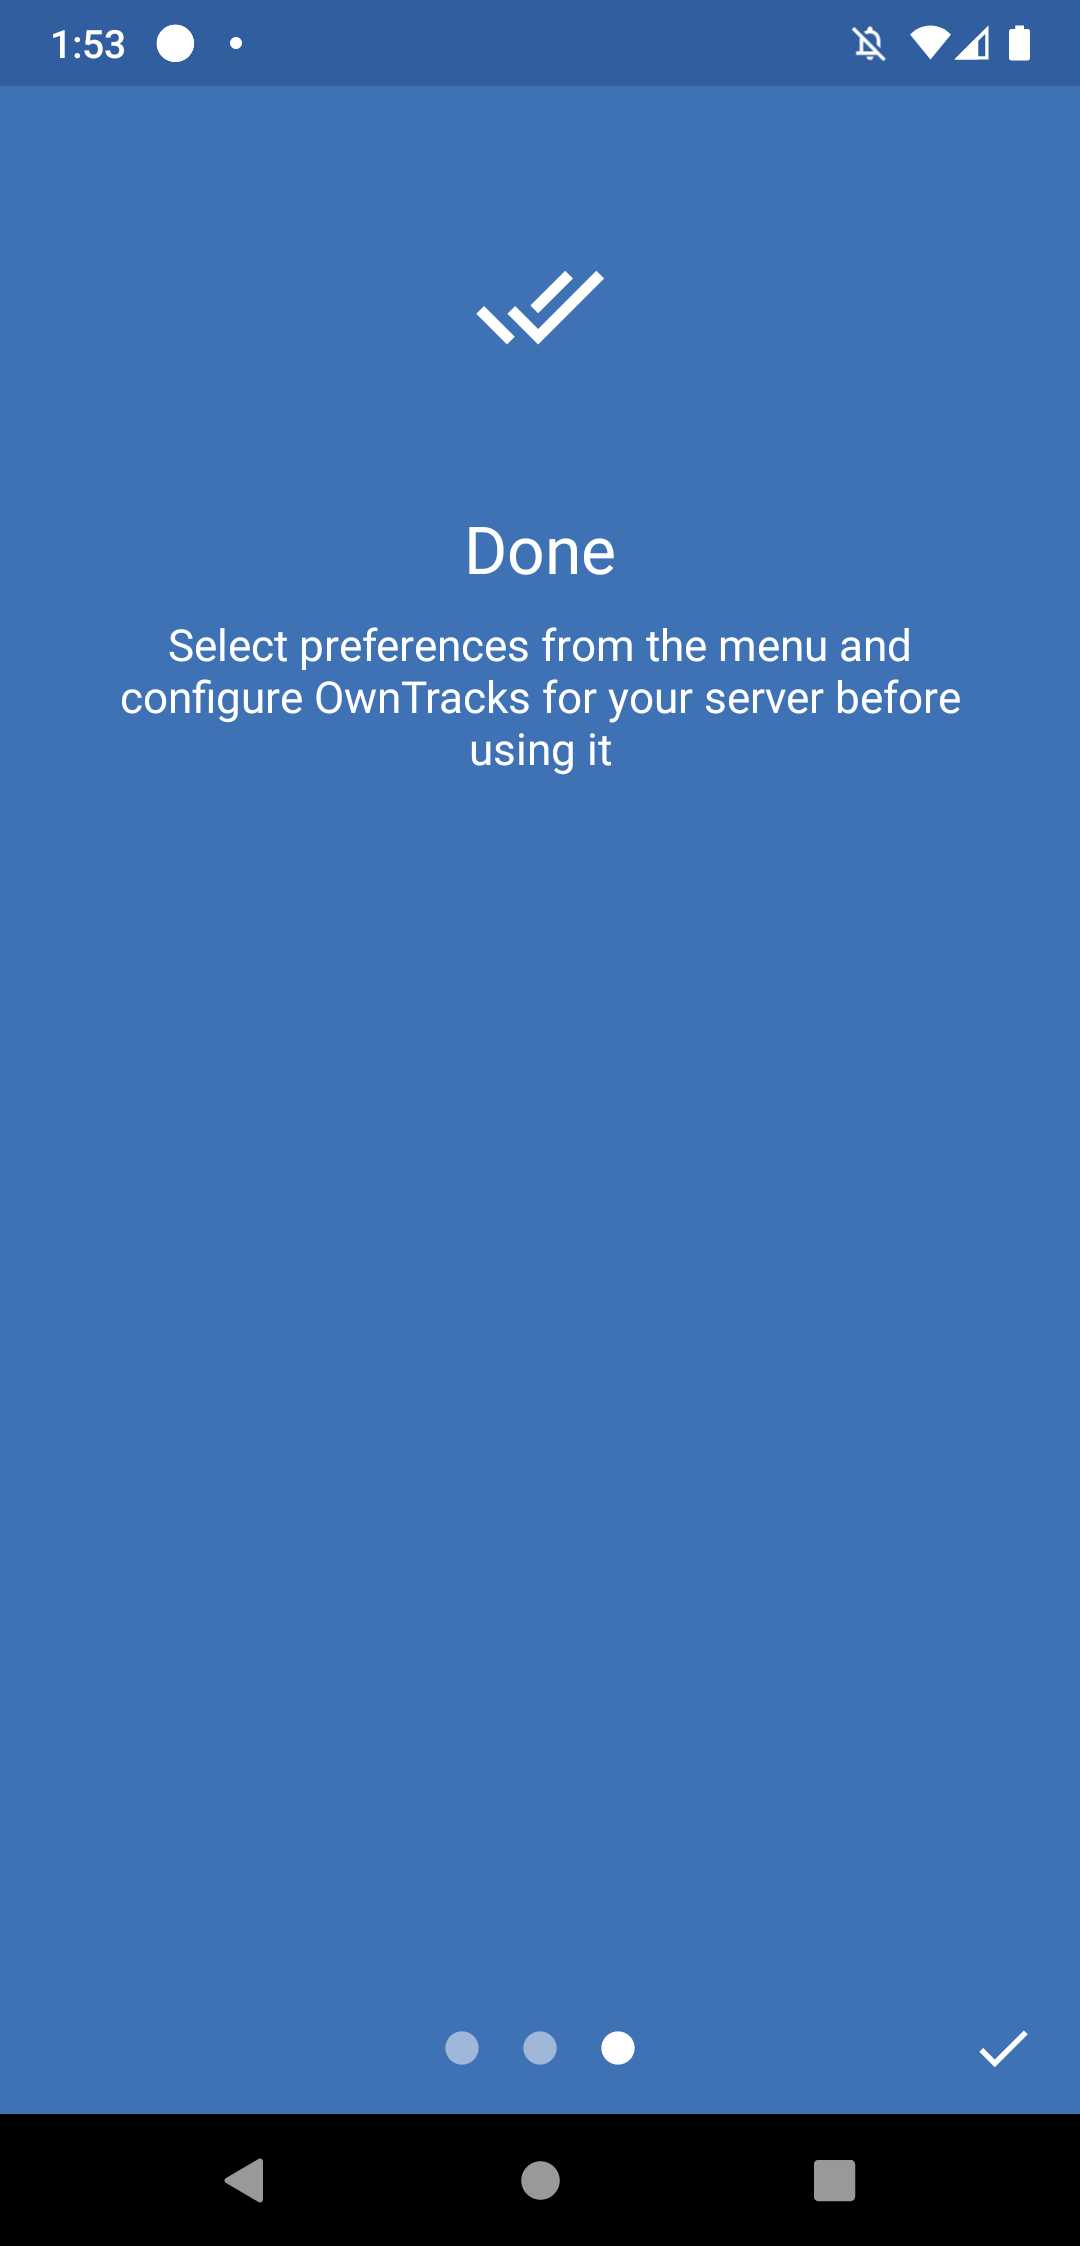 1:53
Done
Select preferences from the menu and
configure OwnTracks for your server before
using it